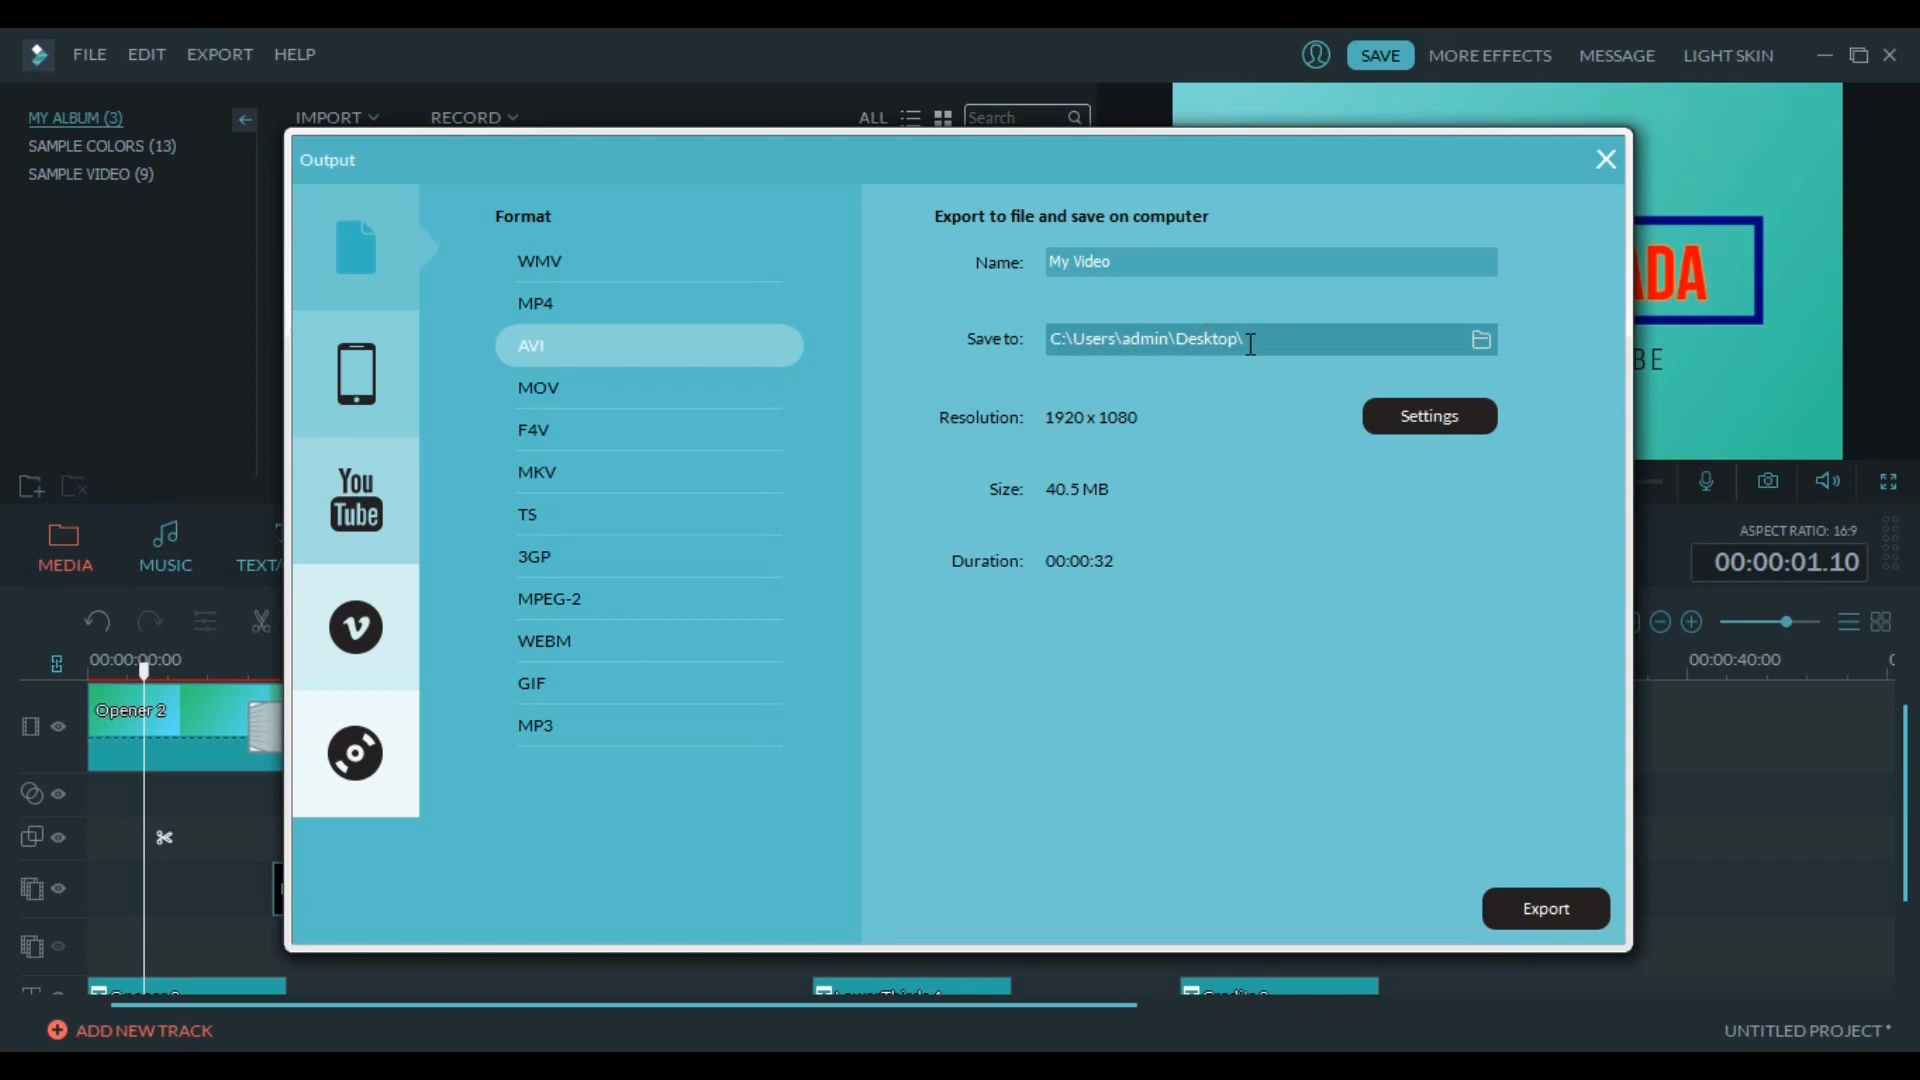 FILE EDIT EXPORT HELP
SAVE MORE EFFECTS MESSAGE LIGHT SKIN
MY ALBUM (3)
SAMPLE COLORS (13)
SAMPLE VIDEO (9)
IMPORT RECORD ALL Search
Output
Format
WMV
MP4
AVI
MOV
F4V
MKV
TS
3GP
MPEG-2
WEBM
GIF
MP3
You
Tube
Export to file and save on computer
Name: My Video
Save to: C:\Users\admin\Desktop\
Resolution: 1920 x 1080 Settings
Size: 40.5 MB
Duration: 00:00:32
Export
ADA
BE
ASPECT RATIO: 16:9
00:00:01.10
MEDIA MUSIC TEXT/
00:00:00:00
00:00:40:00
Opener 2
ADD NEW TRACK
UNTITLED PROJECT *